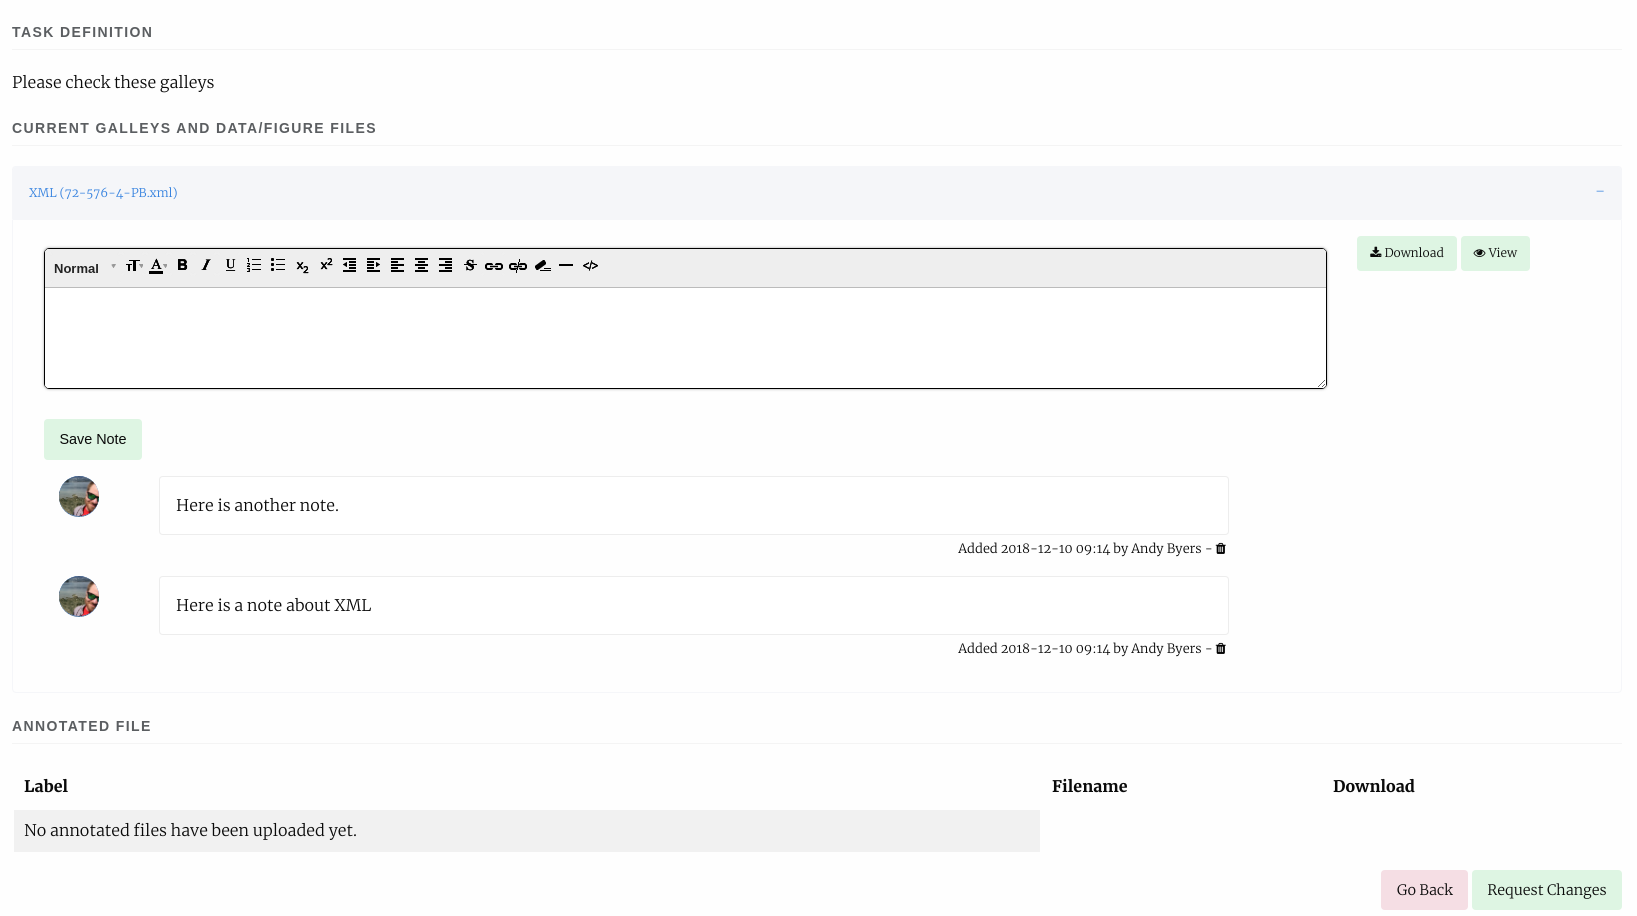 TASK DEFINITION
Please check these galleys
CURRENT GALLEYS AND DATA/FIGURE FILES
XML (72-576-4-PB.xml) −
Normal
Download View
Save Note
Here is another note.
Added 2018-12-10 09:14 by Andy Byers -
Here is a note about XML
Added 2018-12-10 09:14 by Andy Byers -
ANNOTATED FILE
Label Filename Download
No annotated files have been uploaded yet.
Go Back Request Changes